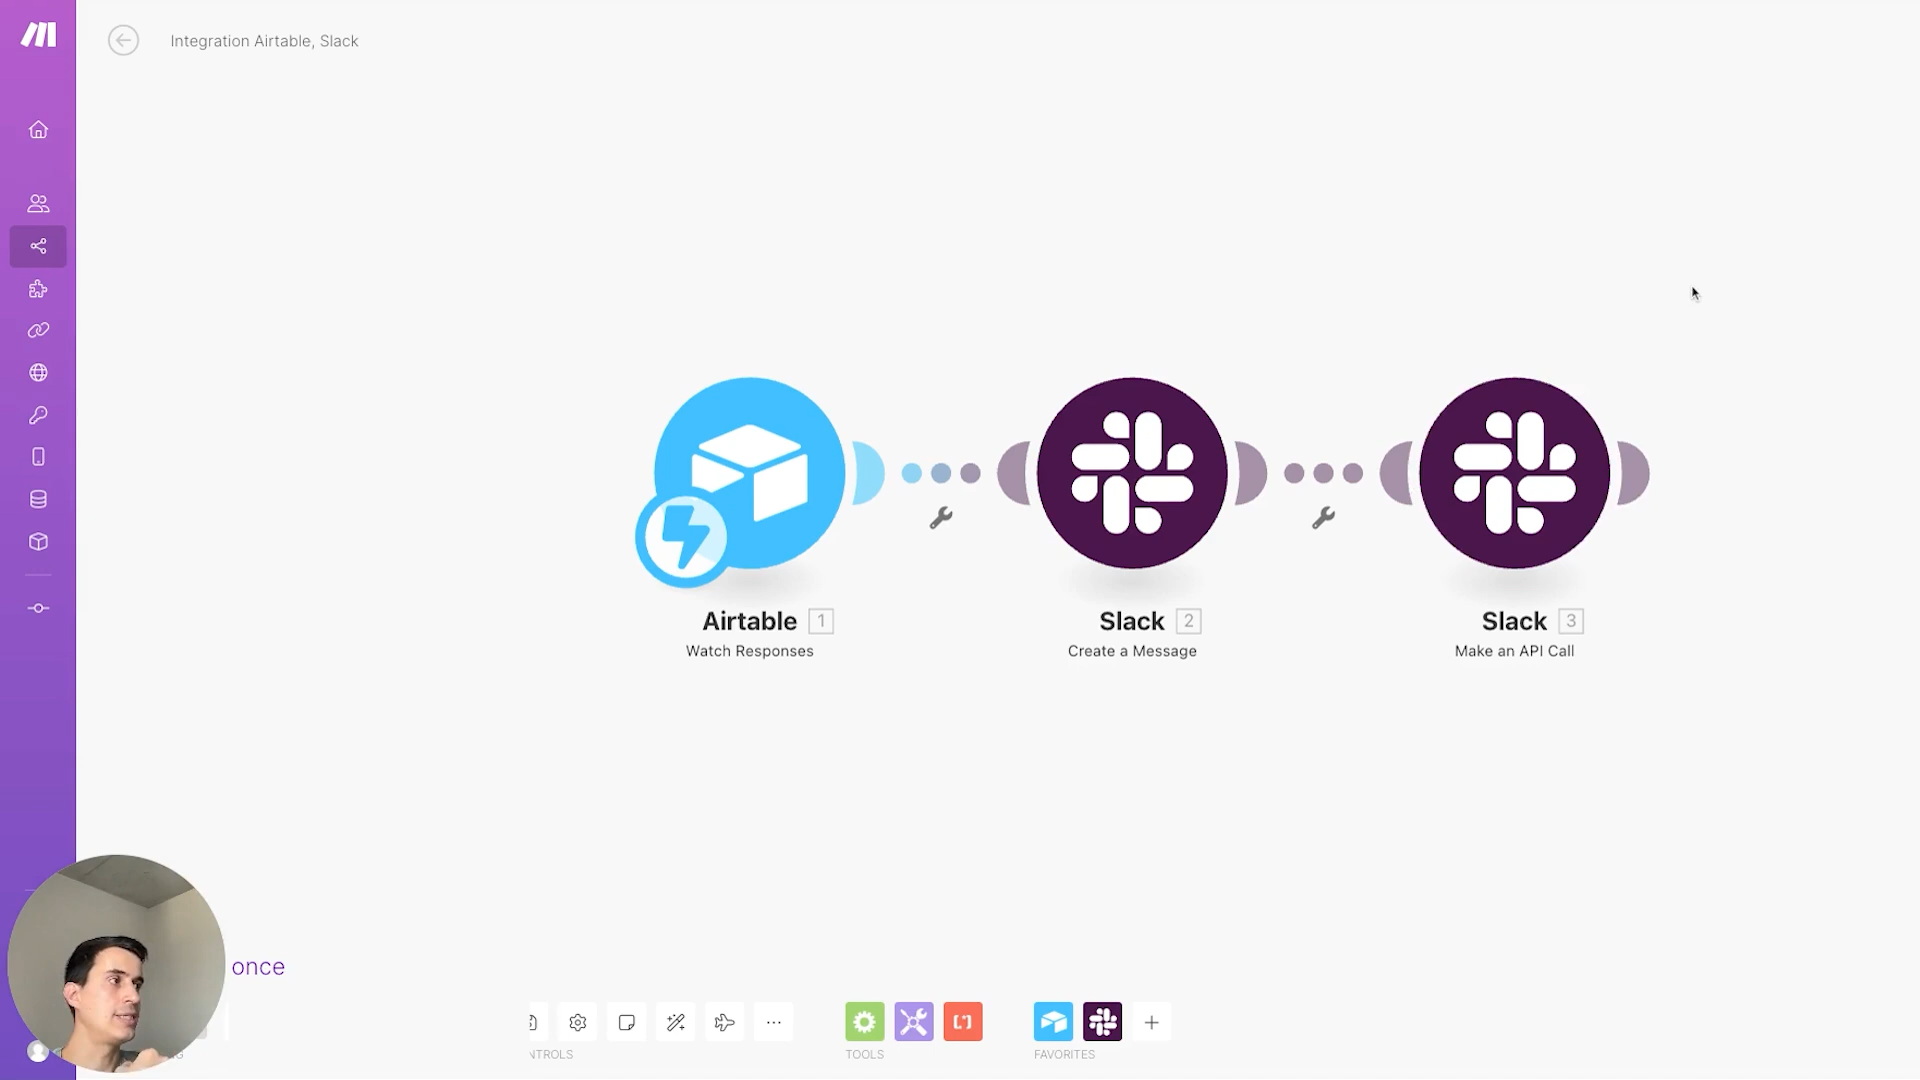 Integration Airtable, Slack
Airtable 1
Watch Responses
Slack 2
Create a Message
Slack 3
Make an API Call
once
NTROLS
TOOLS
FAVORITES